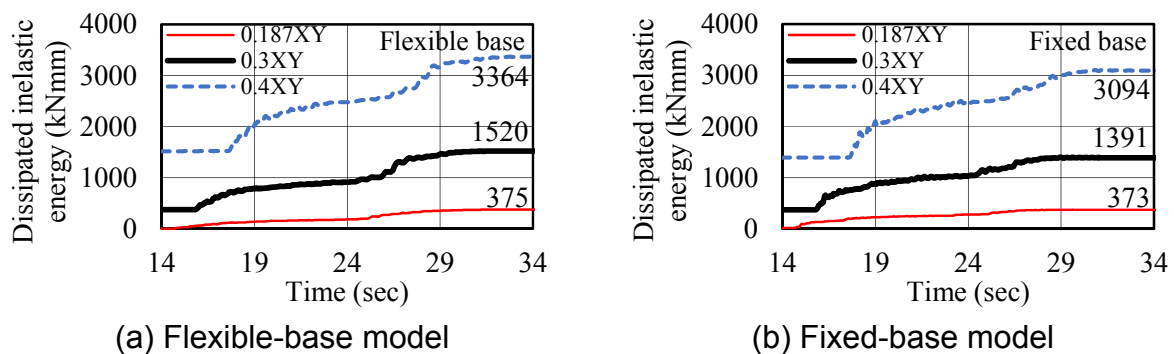 Dissipated inelastic
energy (kNmm)
4000
3000
2000
1000
0
0.187XY
0.3XY
0.4XY
Flexible base
3364
1520
375
14 19 24 29 34
Time (sec)
(a) Flexible-base model
Dissipated inelastic
energy (kNmm)
4000
3000
2000
1000
0
0.187XY
0.3XY
0.4XY
Fixed base
3094
1391
373
14 19 24 29 34
Time (sec)
(b) Fixed-base model